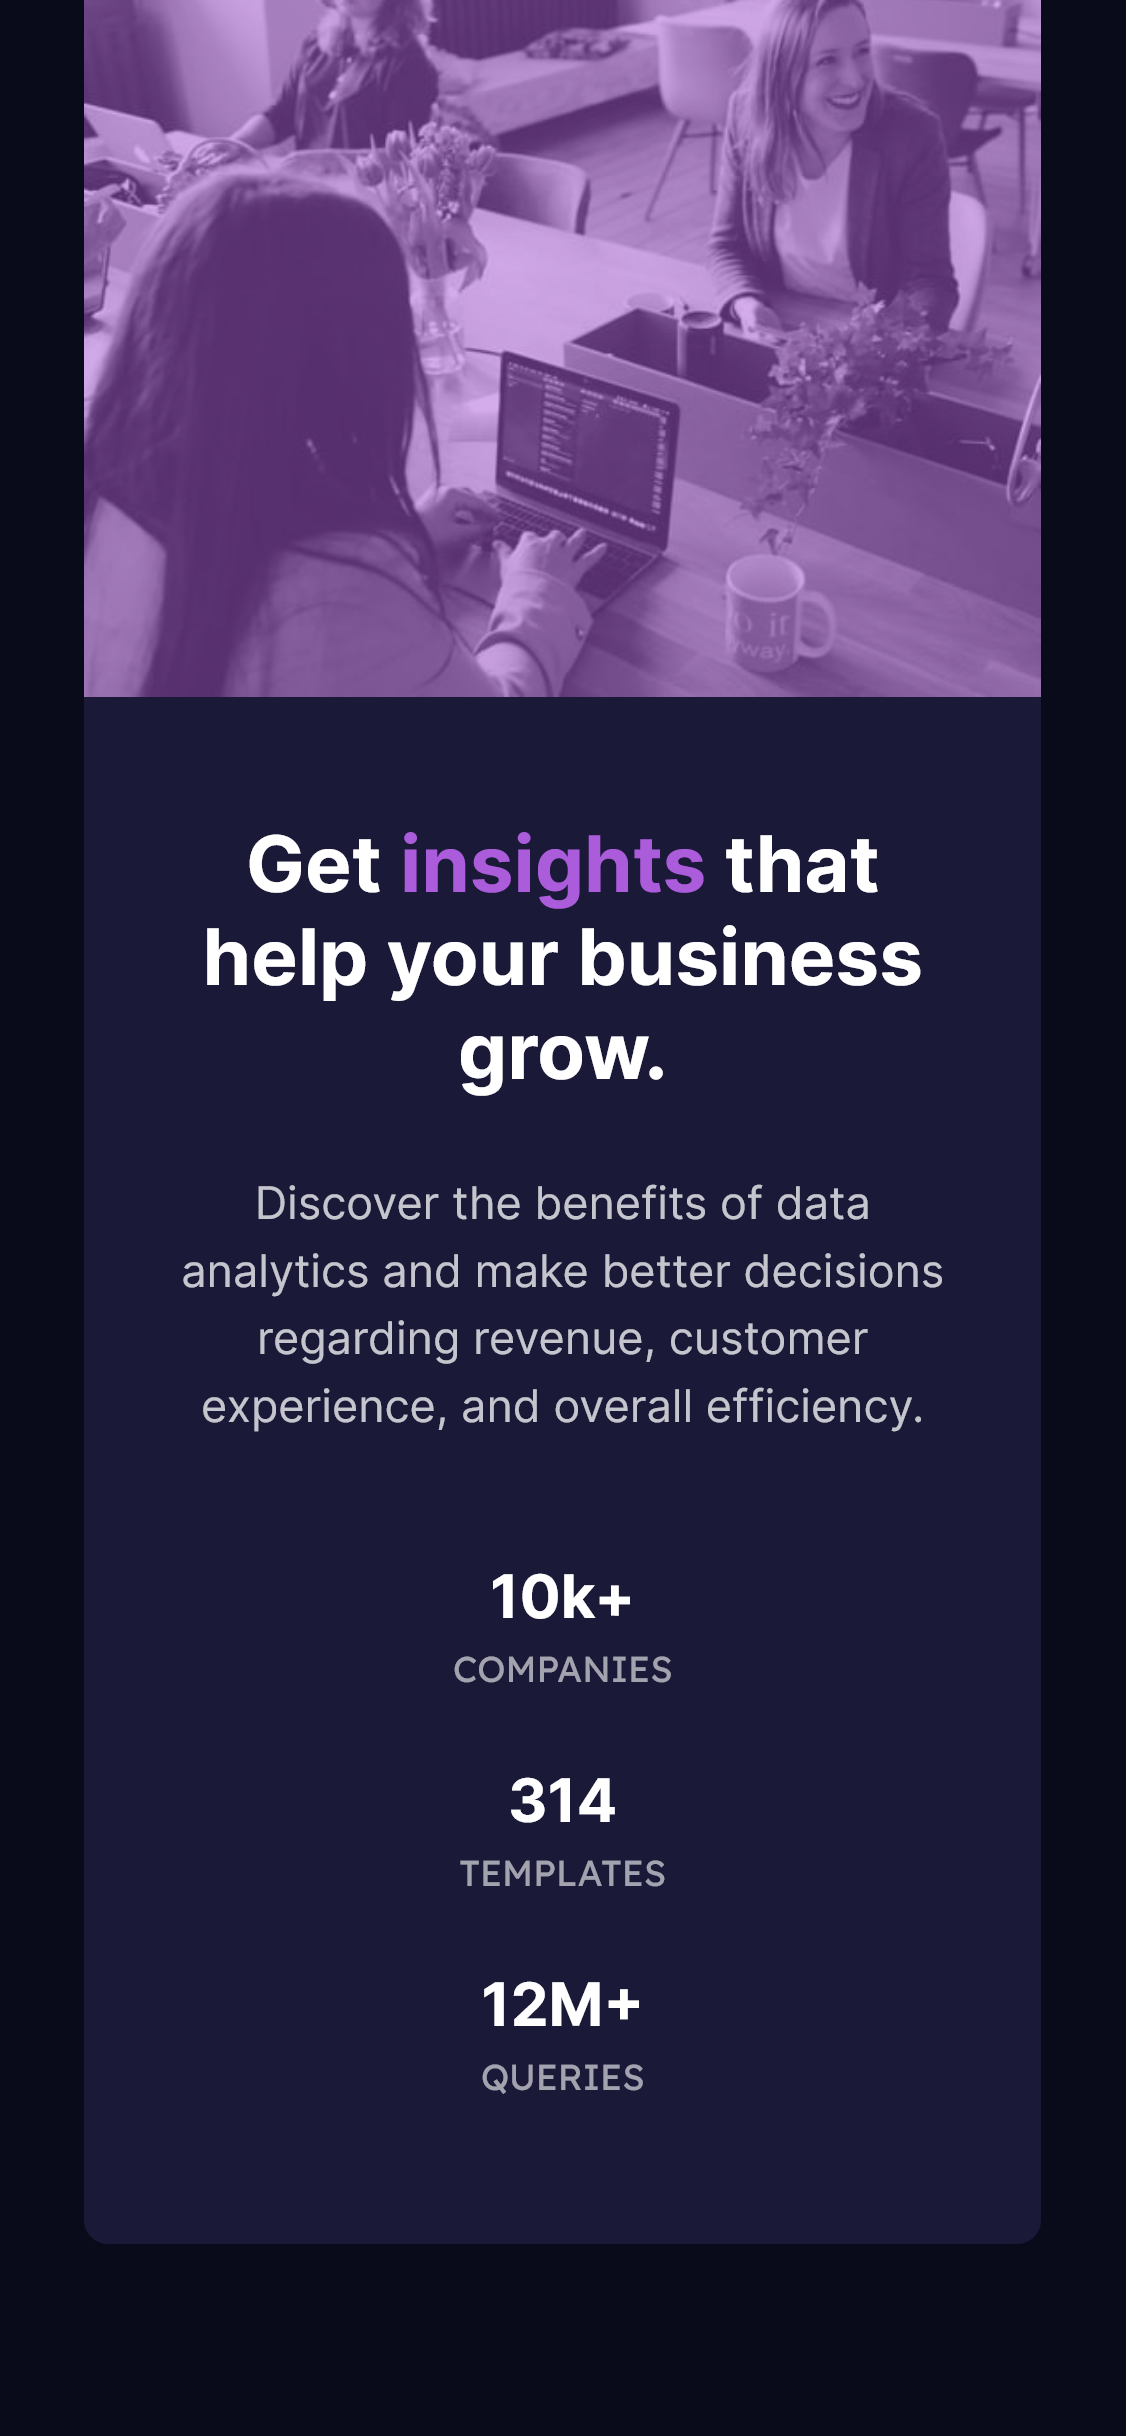 Get insights that
help your business
grow.
Discover the benefits of data
analytics and make better decisions
regarding revenue, customer
experience, and overall efficiency.
10k+
COMPANIES
314
TEMPLATES
12M+
QUERIES